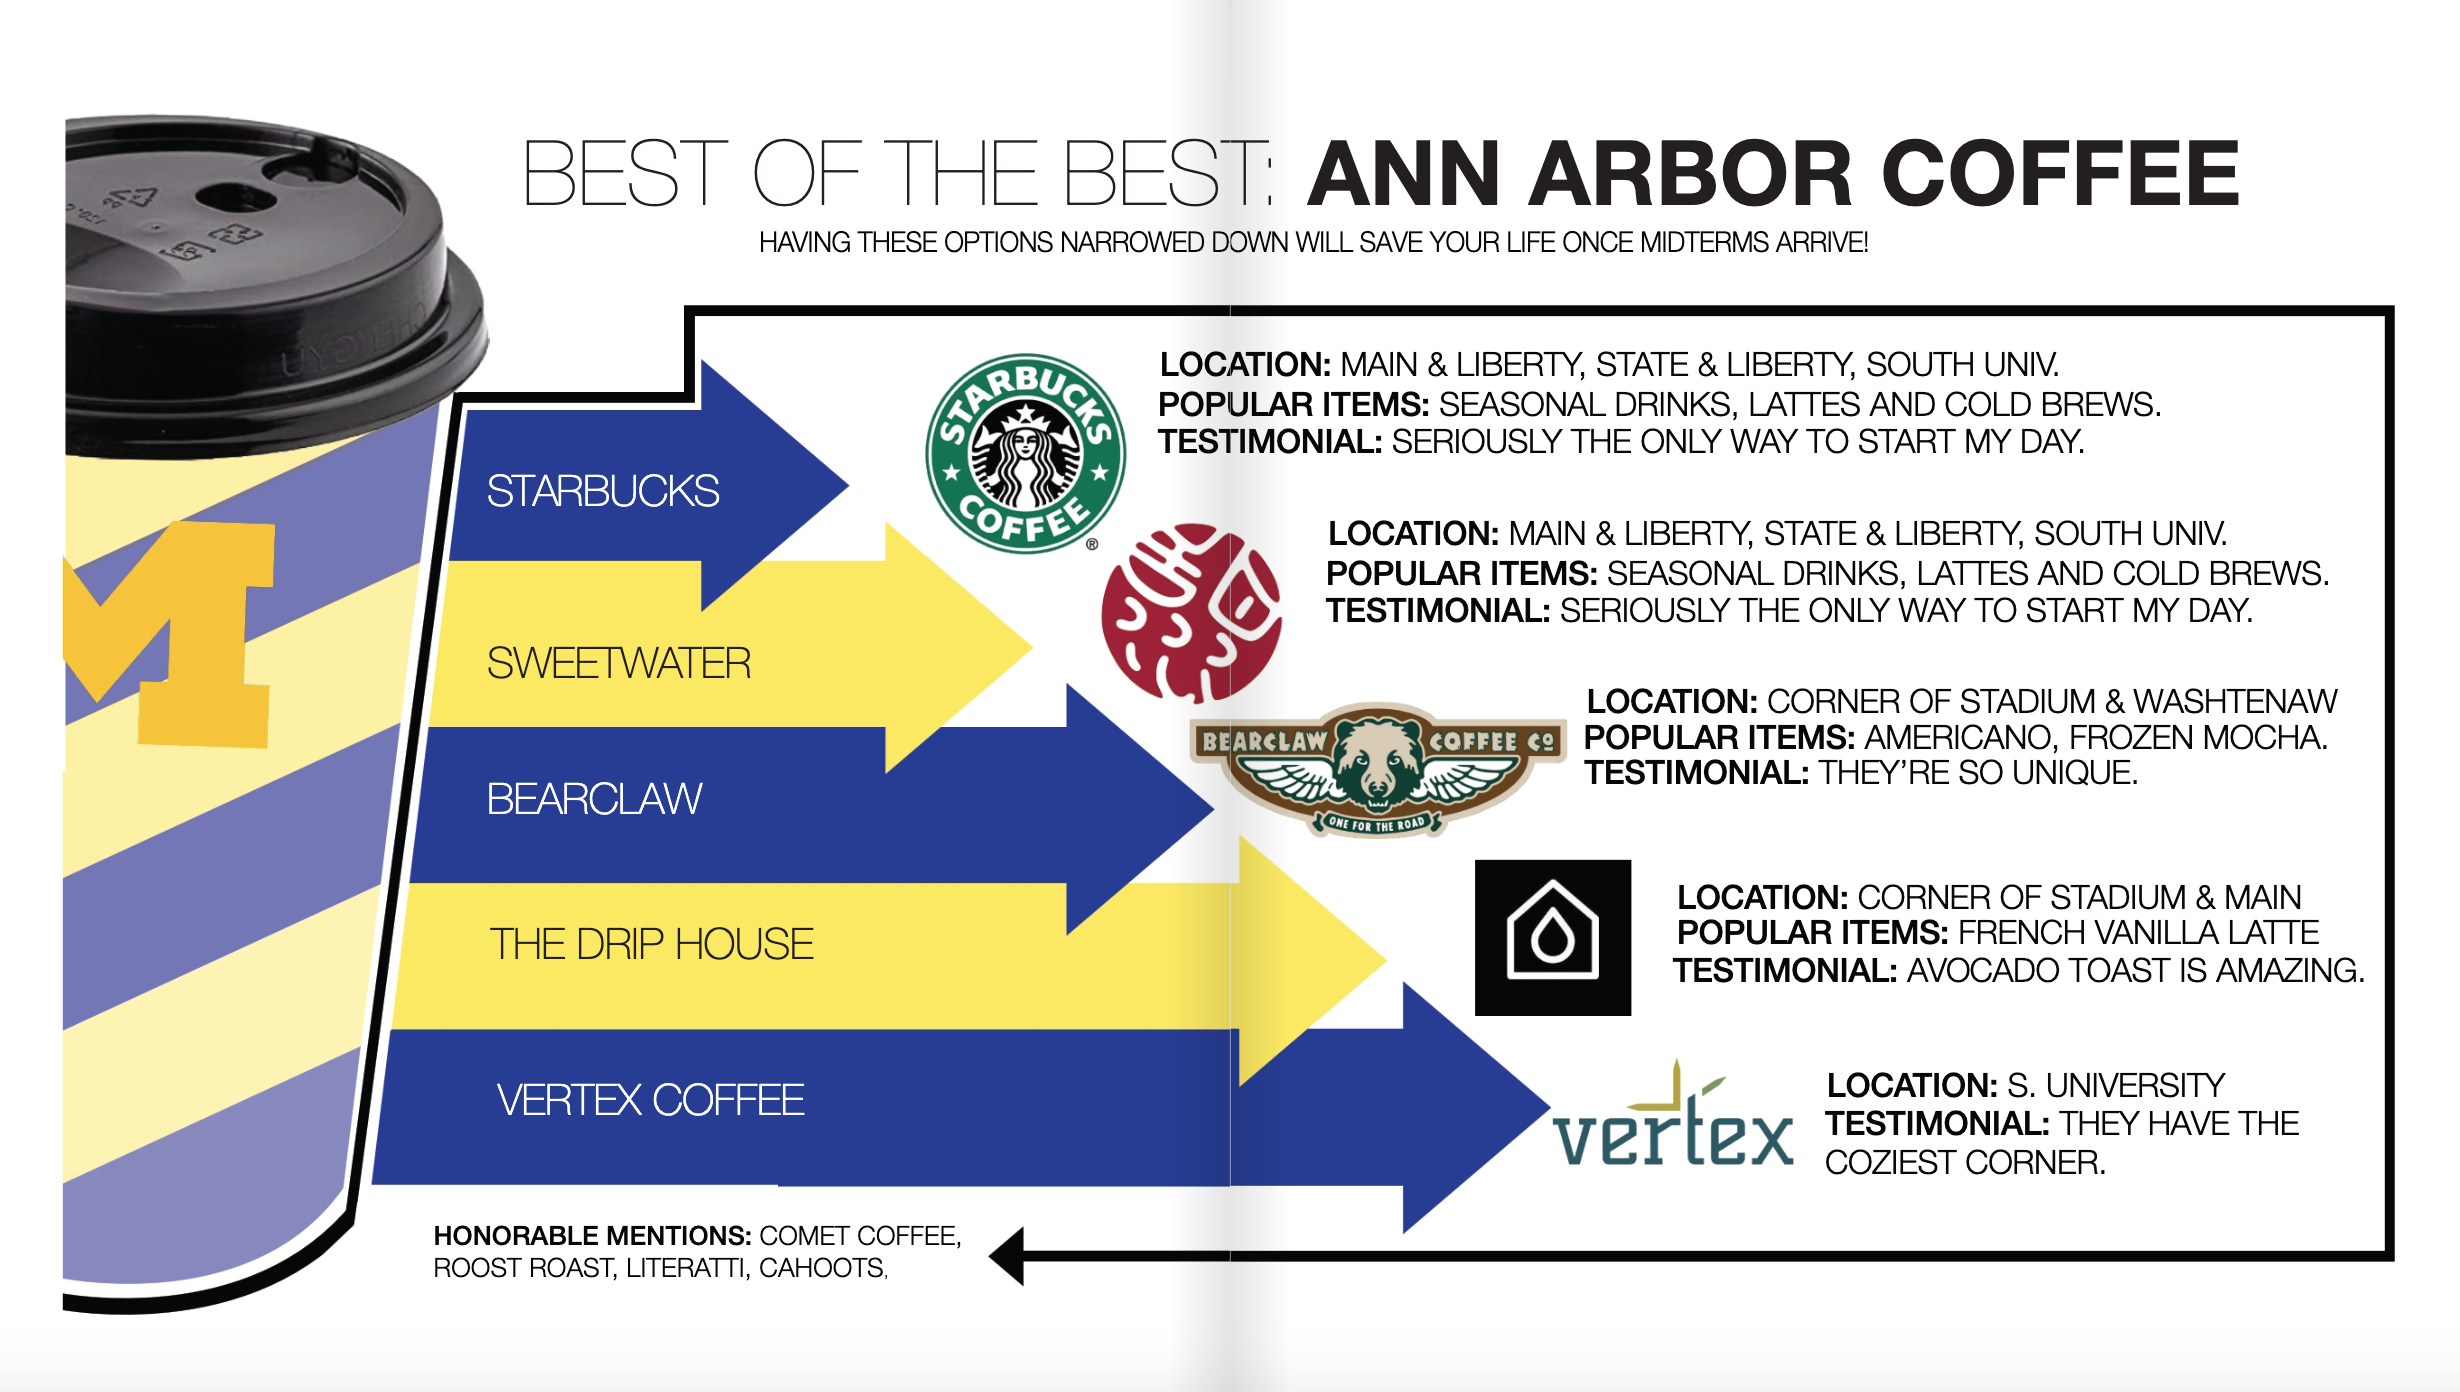 BEST OF THE BEST: ANN ARBOR COFFEE
HAVING THESE OPTIONS NARROWED DOWN WILL SAVE YOUR LIFE ONCE MIDTERMS ARRIVE!
M
STARBUCKS
STARBUCKS
COFFEE
®
LOCATION: MAIN & LIBERTY, STATE & LIBERTY, SOUTH UNIV.
POPULAR ITEMS: SEASONAL DRINKS, LATTES AND COLD BREWS.
TESTIMONIAL: SERIOUSLY THE ONLY WAY TO START MY DAY.
SWEETWATER
LOCATION: MAIN & LIBERTY, STATE & LIBERTY, SOUTH UNIV.
POPULAR ITEMS: SEASONAL DRINKS, LATTES AND COLD BREWS.
TESTIMONIAL: SERIOUSLY THE ONLY WAY TO START MY DAY.
BEARCLAW
BEARCLAW COFFEE CO
ONE FOR THE ROAD
LOCATION: CORNER OF STADIUM & WASHTENAW
POPULAR ITEMS: AMERICANO, FROZEN MOCHA.
TESTIMONIAL: THEY'RE SO UNIQUE.
THE DRIP HOUSE
LOCATION: CORNER OF STADIUM & MAIN
POPULAR ITEMS: FRENCH VANILLA LATTE
TESTIMONIAL: AVOCADO TOAST IS AMAZING.
VERTEX COFFEE
vertex
LOCATION: S. UNIVERSITY
TESTIMONIAL: THEY HAVE THE
COZIEST CORNER.
HONORABLE MENTIONS: COMET COFFEE,
ROOST ROAST, LITERATTI, CAHOOTS,